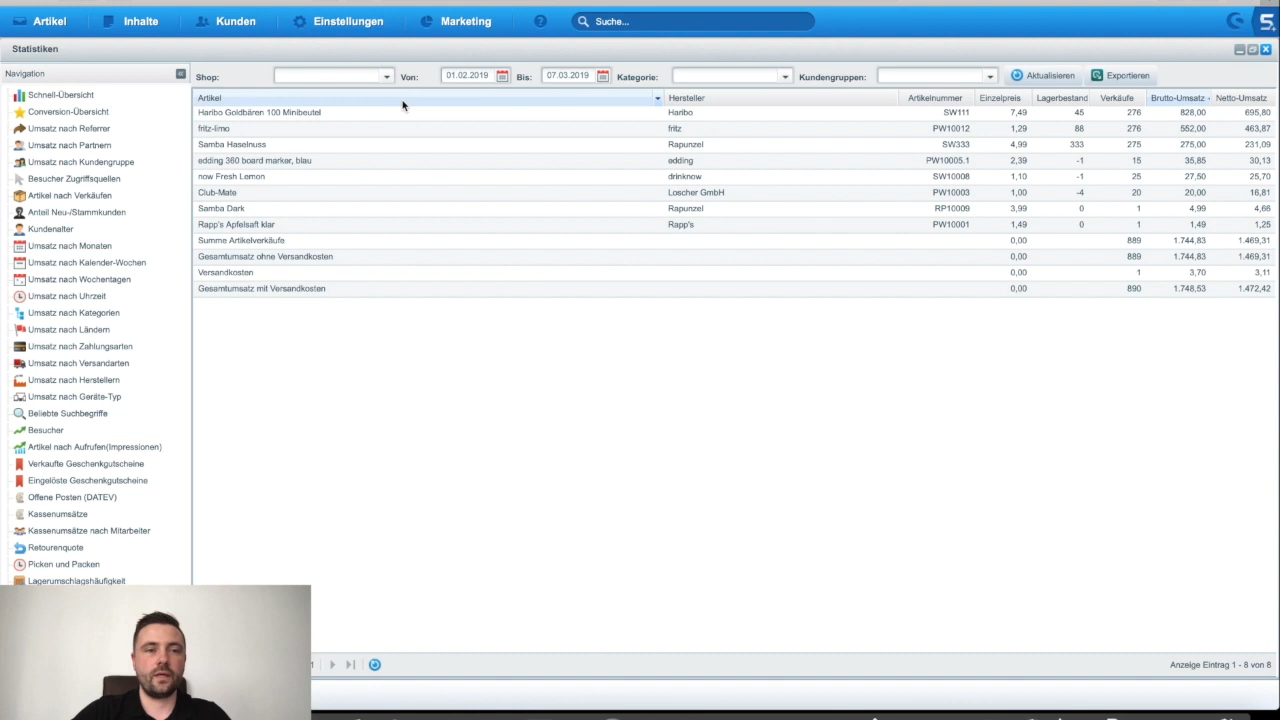 Artikel Inhalte Kunden Einstellungen Marketing Suche...
Statistiken
Navigation
Shop: Von: 01.02.2019 Bis: 07.03.2019 Kategorie: Kundengruppen: Aktualisieren Exportieren
Schnell-Übersicht
Conversion-Übersicht
Umsatz nach Referrer
Umsatz nach Partnern
Umsatz nach Kundengruppe
Besucher Zugriffsquellen
Artikel nach Verkäufen
Anteil Neu-/Stammkunden
Kundenalter
Umsatz nach Monaten
Umsatz nach Kalender-Wochen
Umsatz nach Wochentagen
Umsatz nach Uhrzeit
Umsatz nach Kategorien
Umsatz nach Ländern
Umsatz nach Zahlungsarten
Umsatz nach Versandarten
Umsatz nach Herstellern
Umsatz nach Geräte-Typ
Beliebte Suchbegriffe
Besucher
Artikel nach Aufrufen(Impressionen)
Verkaufte Geschenkgutscheine
Eingelöste Geschenkgutscheine
Offene Posten (DATEV)
Kassenumsätze
Kassenumsätze nach Mitarbeiter
Retourenquote
Picken und Packen
Lagerumschlagshäufigkeit
Artikel Hersteller Artikelnummer Einzelpreis Lagerbestand Verkäufe Brutto-Umsatz Netto-Umsatz
Haribo Goldbären 100 Minibeutel Haribo SW111 7,49 45 276 828,00 695,80
fritz-limo fritz PW10012 1,29 88 276 552,00 463,87
Samba Haselnuss Rapunzel SW333 4,99 333 275 275,00 231,09
edding 360 board marker, blau edding PW10005.1 2,39 -1 15 35,85 30,13
now Fresh Lemon drinknow SW10008 1,10 -1 25 27,50 25,70
Club-Mate Loscher GmbH PW10003 1,00 -4 20 20,00 16,81
Samba Dark Rapunzel RP10009 3,99 0 1 4,99 4,66
Rapp's Apfelsaft klar Rapp's PW10001 1,49 0 1 1,49 1,25
Summe Artikelverkäufe 0,00 889 1.744,83 1.469,31
Gesamtumsatz ohne Versandkosten 0,00 889 1.744,83 1.469,31
Versandkosten 0,00 1 3,70 3,11
Gesamtumsatz mit Versandkosten 0,00 890 1.748,53 1.472,42
Anzeige Eintrag 1 - 8 von 8